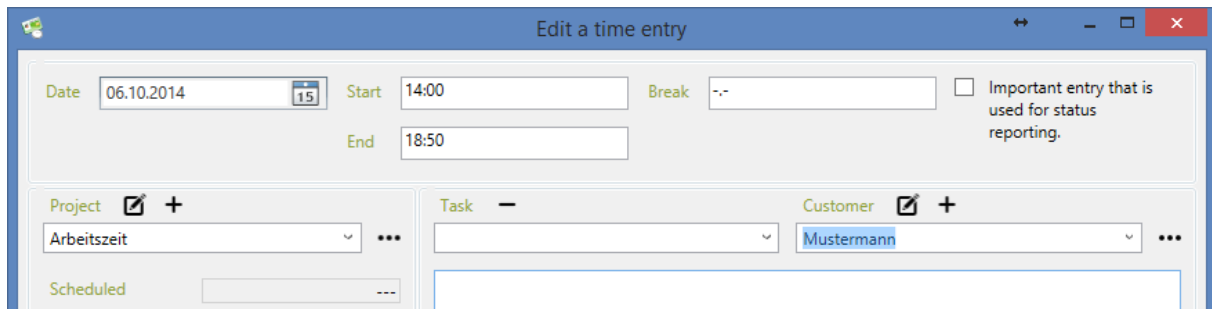 Edit a time entry
Date 06.10.2014 15 Start 14:00 Break -.- Important entry that is
used for status
reporting.
End 18:50
Project Task Customer
Arbeitszeit Mustermann
Scheduled ---